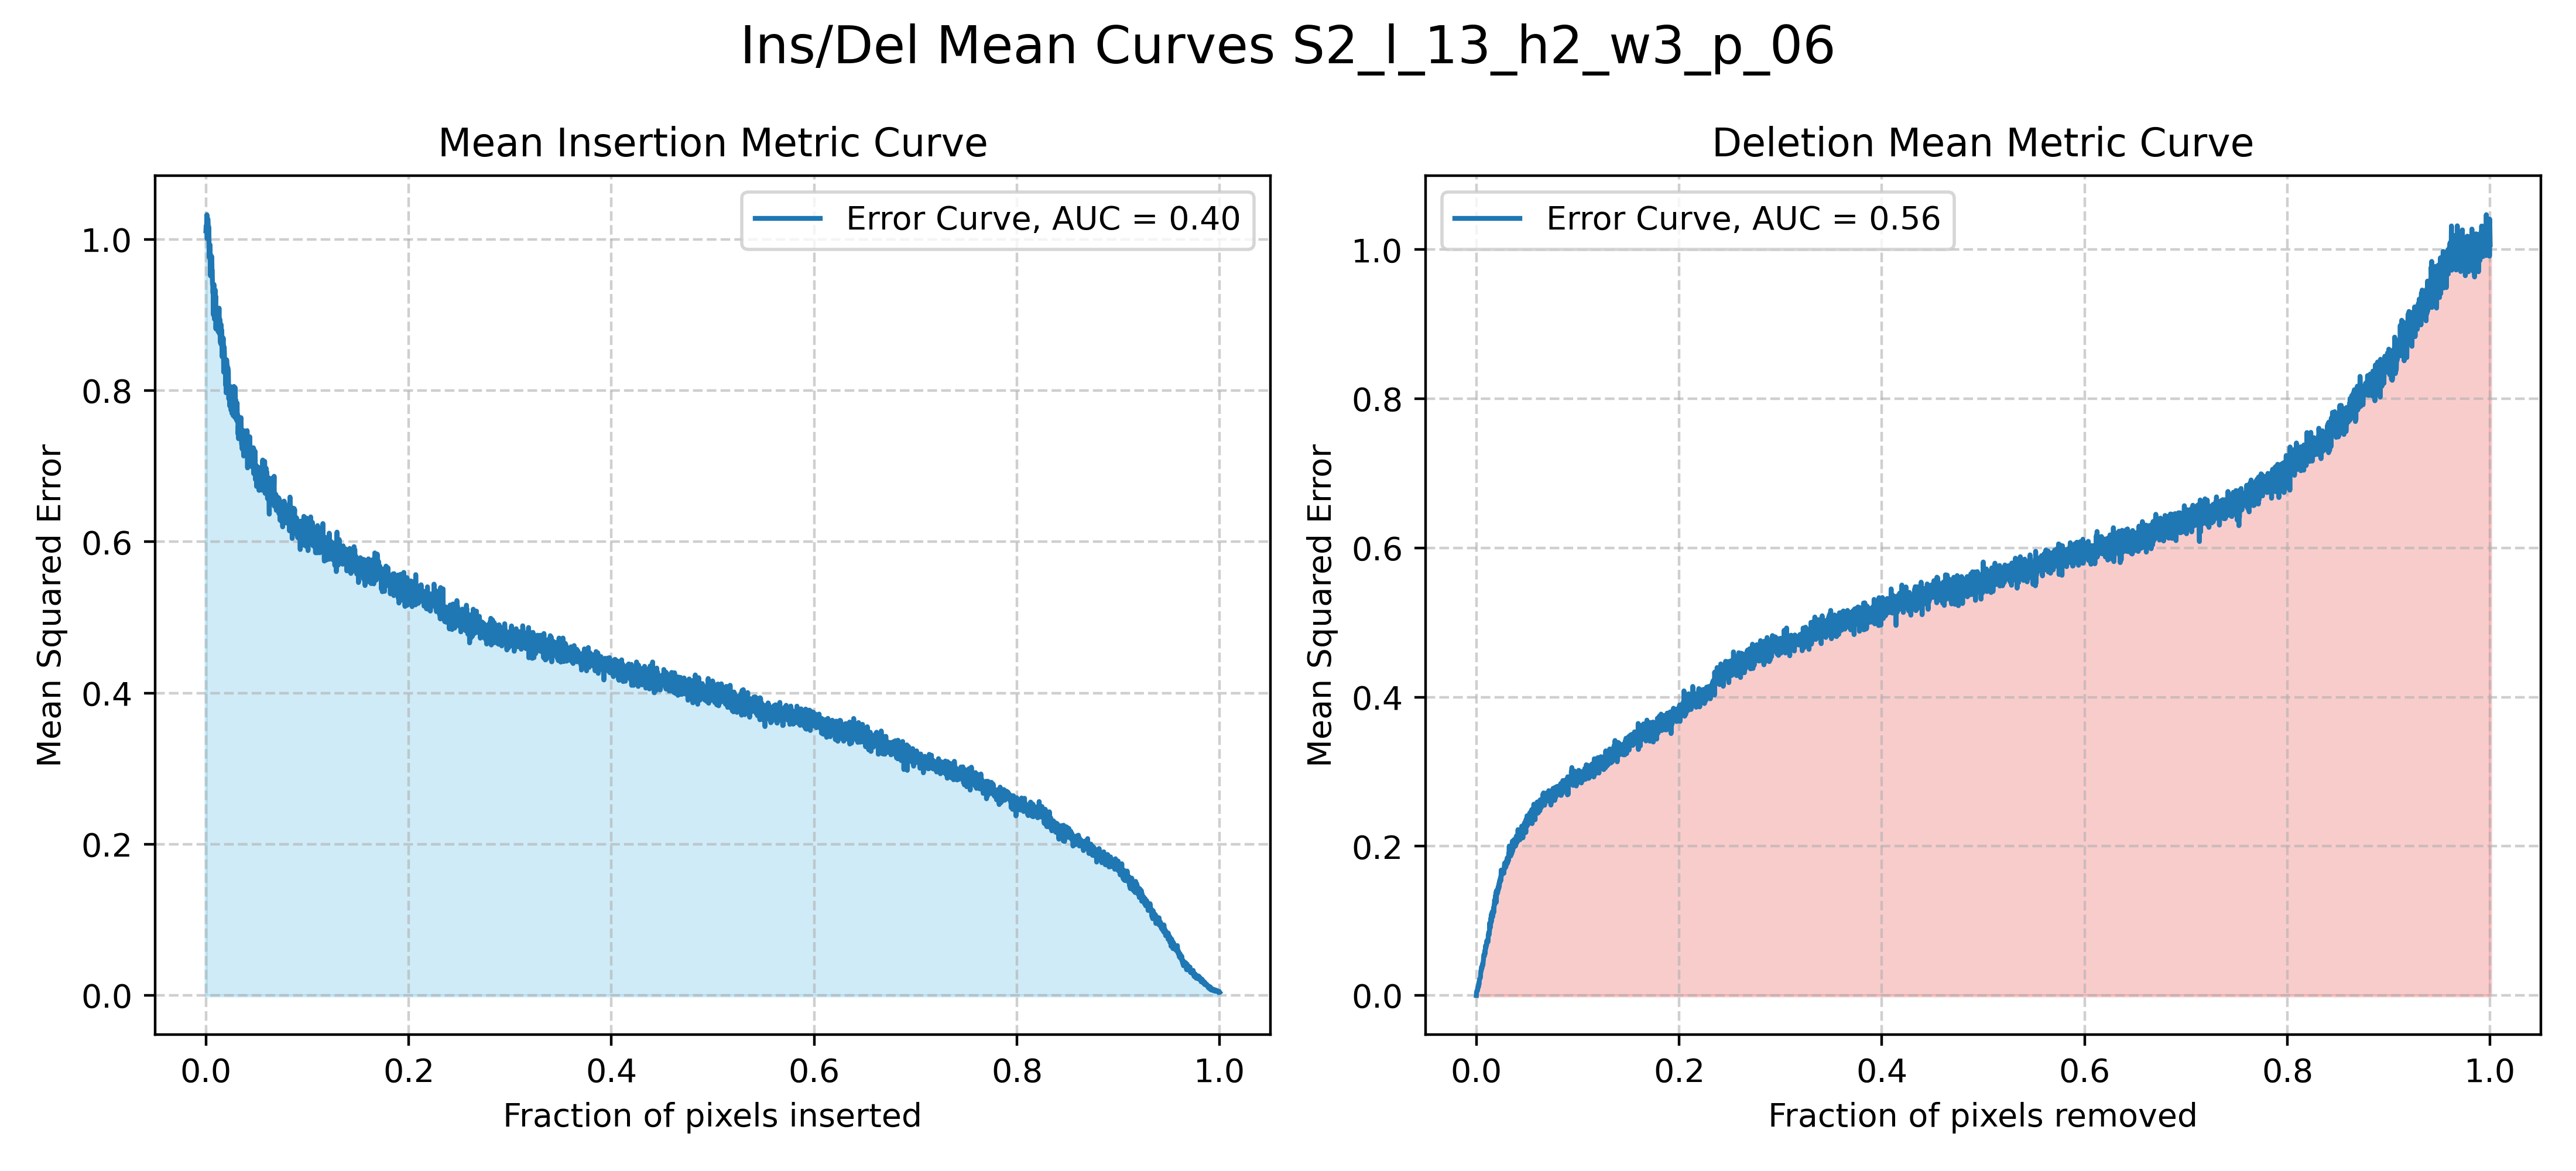 Ins/Del Mean Curves S2_l_13_h2_w3_p_06
Mean Insertion Metric Curve
Error Curve, AUC = 0.40
Mean Squared Error
1.0
0.8
0.6
0.4
0.2
0.0
0.0 0.2 0.4 0.6 0.8 1.0
Fraction of pixels inserted
Deletion Mean Metric Curve
Error Curve, AUC = 0.56
Mean Squared Error
1.0
0.8
0.6
0.4
0.2
0.0
0.0 0.2 0.4 0.6 0.8 1.0
Fraction of pixels removed